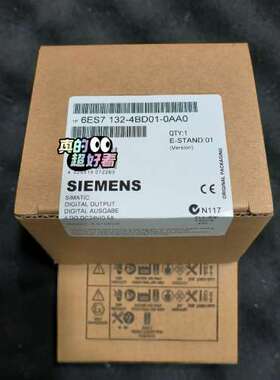 1P 6ES7 132-4BD01-0AA0
真的
超好看
QTY:1
E-STAND:01
(Version)
SIEMENS
SIMATIC
DIGITAL OUTPUT
DIGITAL AUSGABE
CE
N117
ORIGINAL PACKAGING